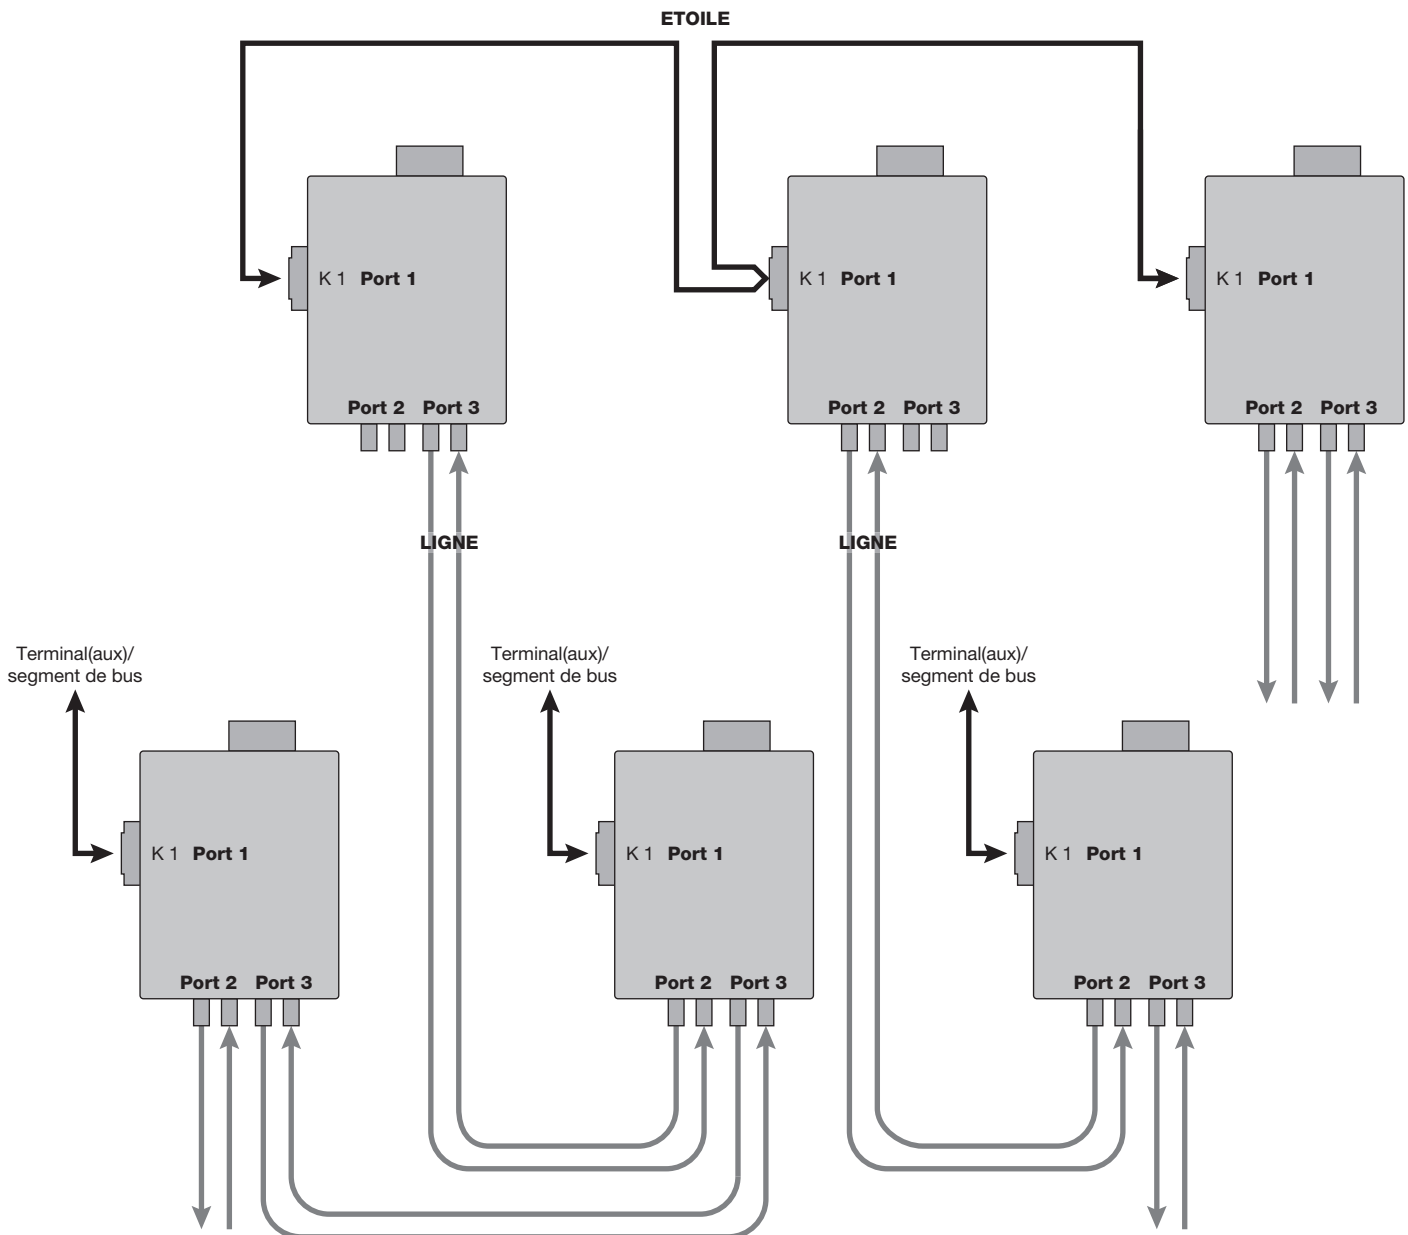 ETOILE
K 1 Port 1
K 1 Port 1
K 1 Port 1
Port 2 Port 3
Port 2 Port 3
Port 2 Port 3
LIGNE
LIGNE
Terminal(aux)/
segment de bus
Terminal(aux)/
segment de bus
Terminal(aux)/
segment de bus
K 1 Port 1
K 1 Port 1
K 1 Port 1
Port 2 Port 3
Port 2 Port 3
Port 2 Port 3